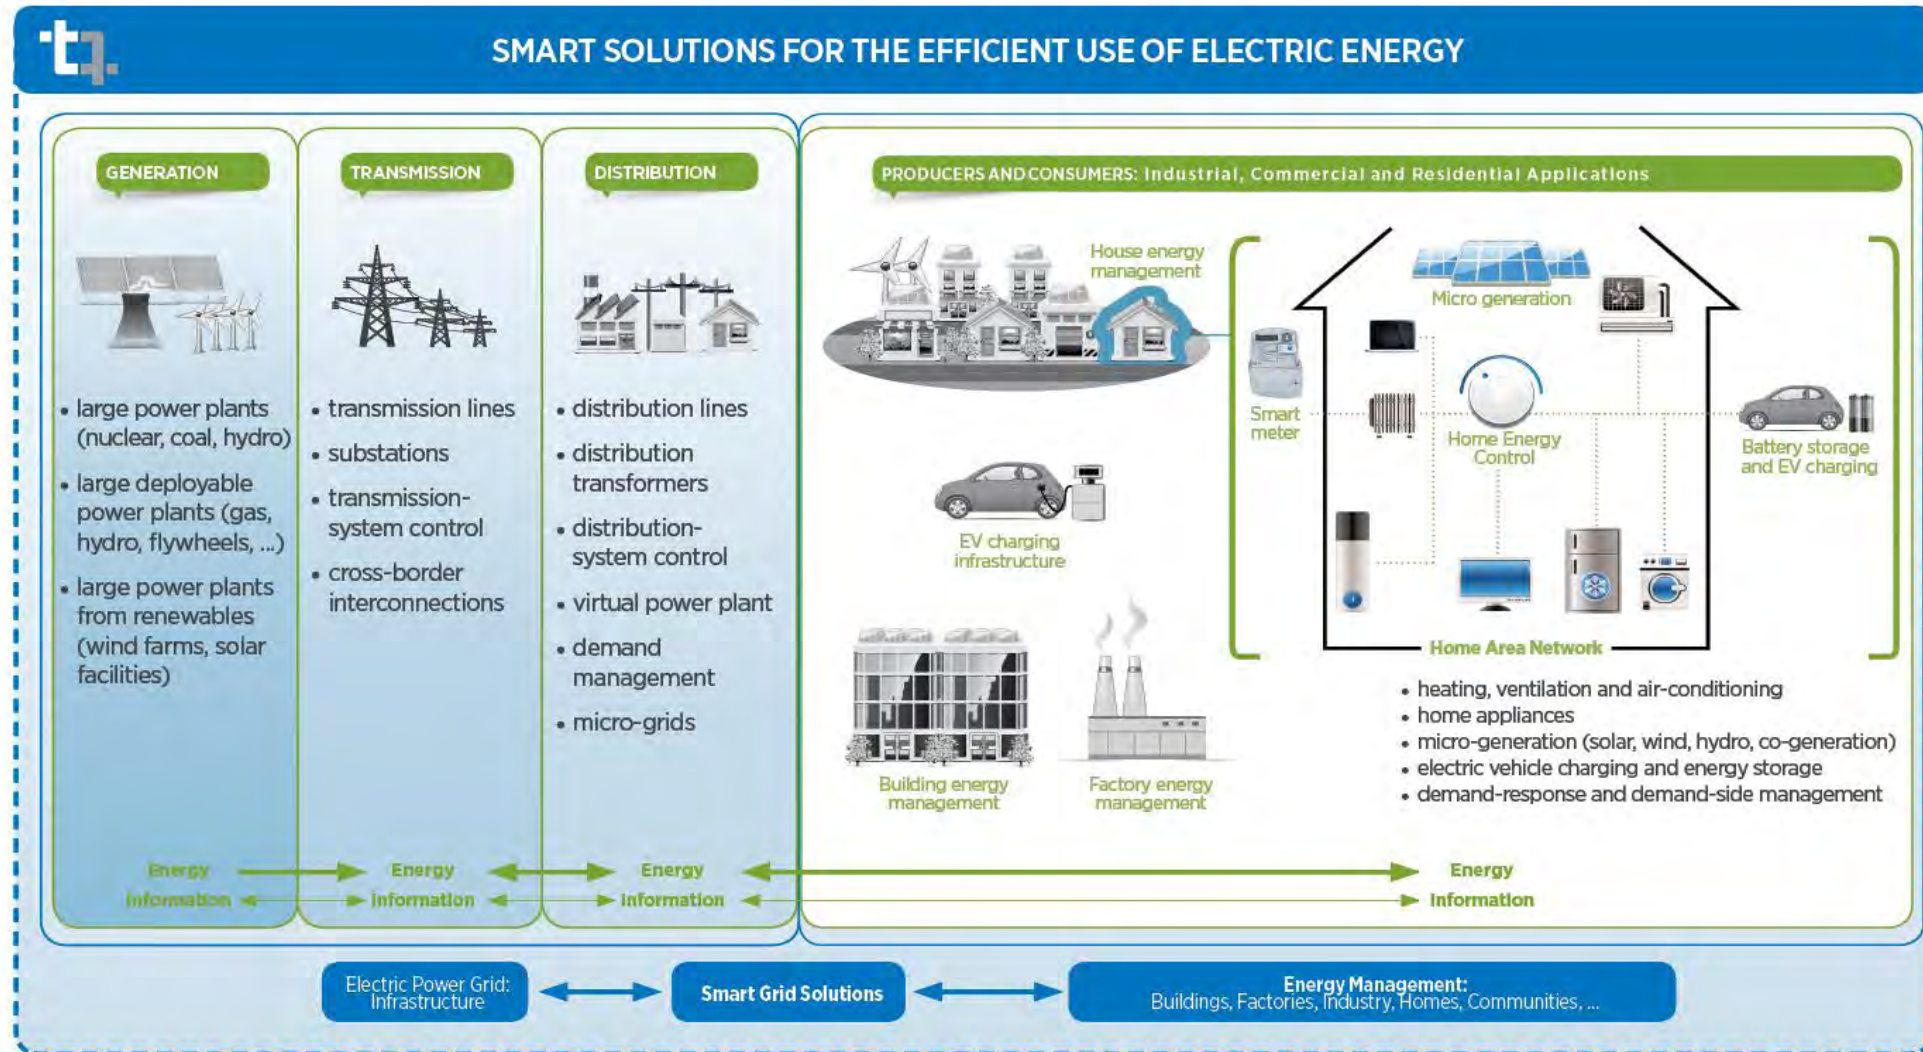 tq.
SMART SOLUTIONS FOR THE EFFICIENT USE OF ELECTRIC ENERGY
GENERATION
• large power plants
(nuclear, coal, hydro)
• large deployable
power plants (gas,
hydro, flywheels, ...)
• large power plants
from renewables
(wind farms, solar
facilities)
TRANSMISSION
• transmission lines
• substations
• transmission-
system control
• cross-border
interconnections
DISTRIBUTION
• distribution lines
• distribution
transformers
• distribution-
system control
• virtual power plant
• demand
management
• micro-grids
PRODUCERS AND CONSUMERS: Industrial, Commercial and Residential Applications
House energy
management
EV charging
infrastructure
Building energy
management
Factory energy
management
Smart
meter
Micro generation
Home Energy
Control
Battery storage
and EV charging
Home Area Network
• heating, ventilation and air-conditioning
• home appliances
• micro-generation (solar, wind, hydro, co-generation)
• electric vehicle charging and energy storage
• demand-response and demand-side management
Energy Energy Energy Energy
Information Information Information Information
Electric Power Grid:
Infrastructure
Smart Grid Solutions
Energy Management:
Buildings, Factories, Industry, Homes, Communities, ...